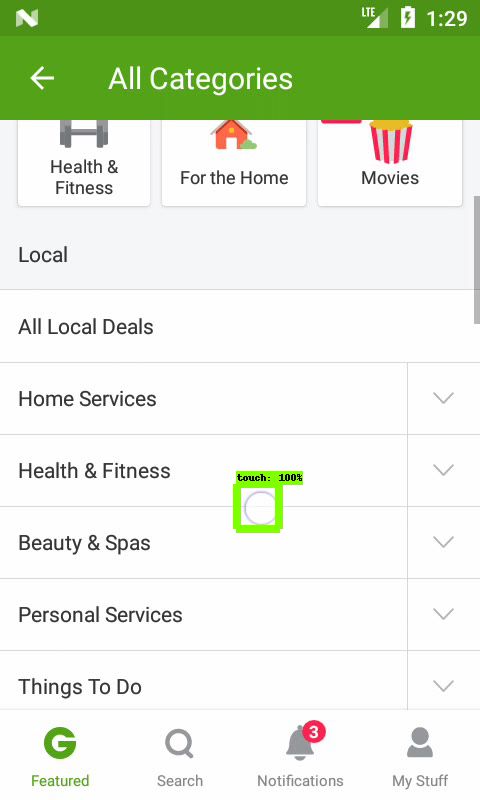 LTE 1:29
All Categories
Health &
Fitness
For the Home
Movies
Local
All Local Deals
Home Services
Health & Fitness
touch: 100%
Beauty & Spas
Personal Services
Things To Do
3
Featured
Search
Notifications
My Stuff